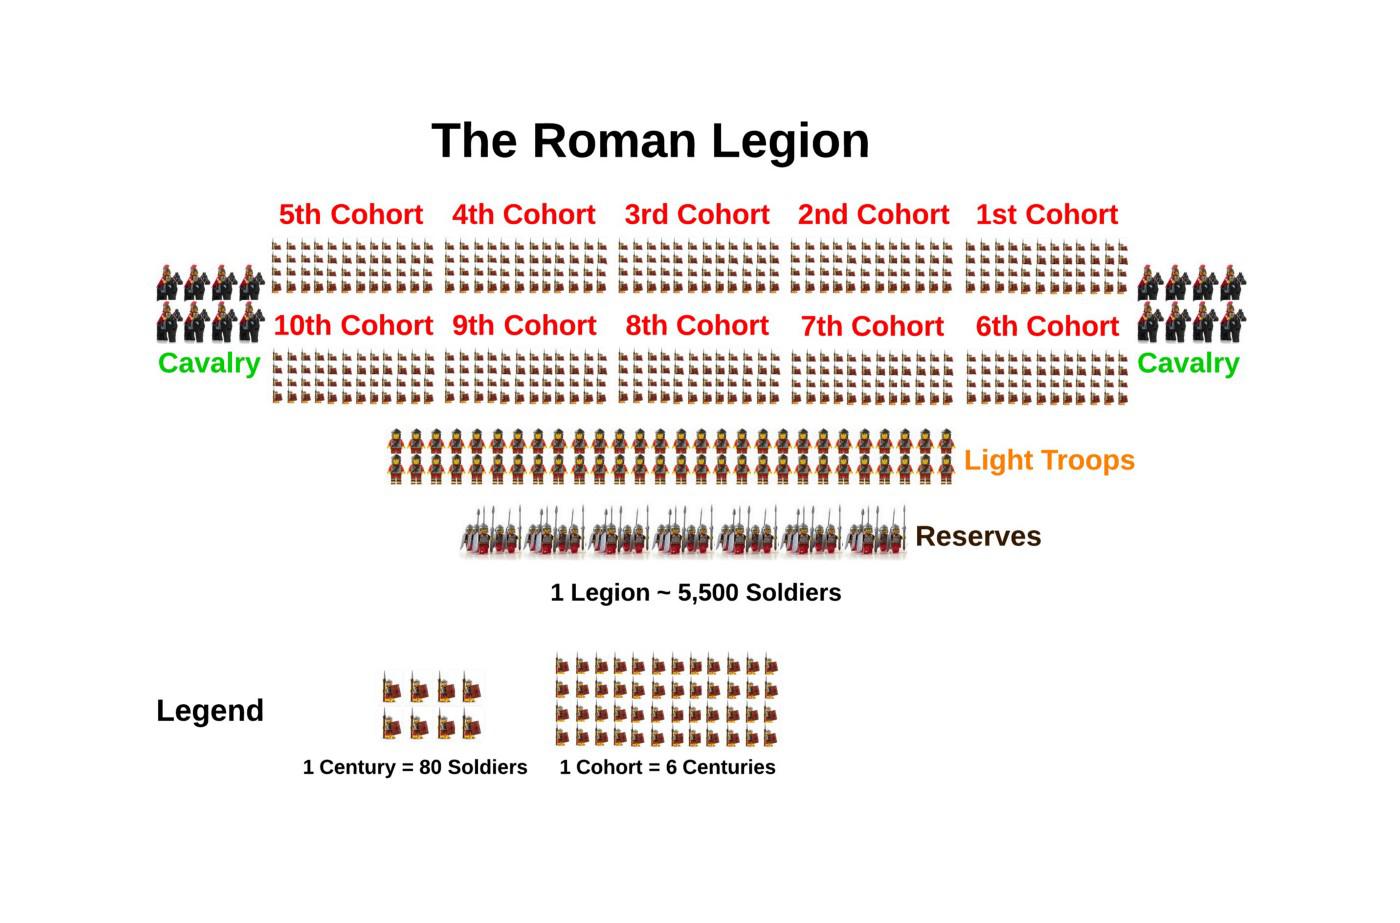 The Roman Legion
5th Cohort 4th Cohort 3rd Cohort 2nd Cohort 1st Cohort
10th Cohort 9th Cohort 8th Cohort 7th Cohort 6th Cohort
Cavalry Cavalry
Light Troops
Reserves
1 Legion ~ 5,500 Soldiers
Legend
1 Century = 80 Soldiers 1 Cohort = 6 Centuries